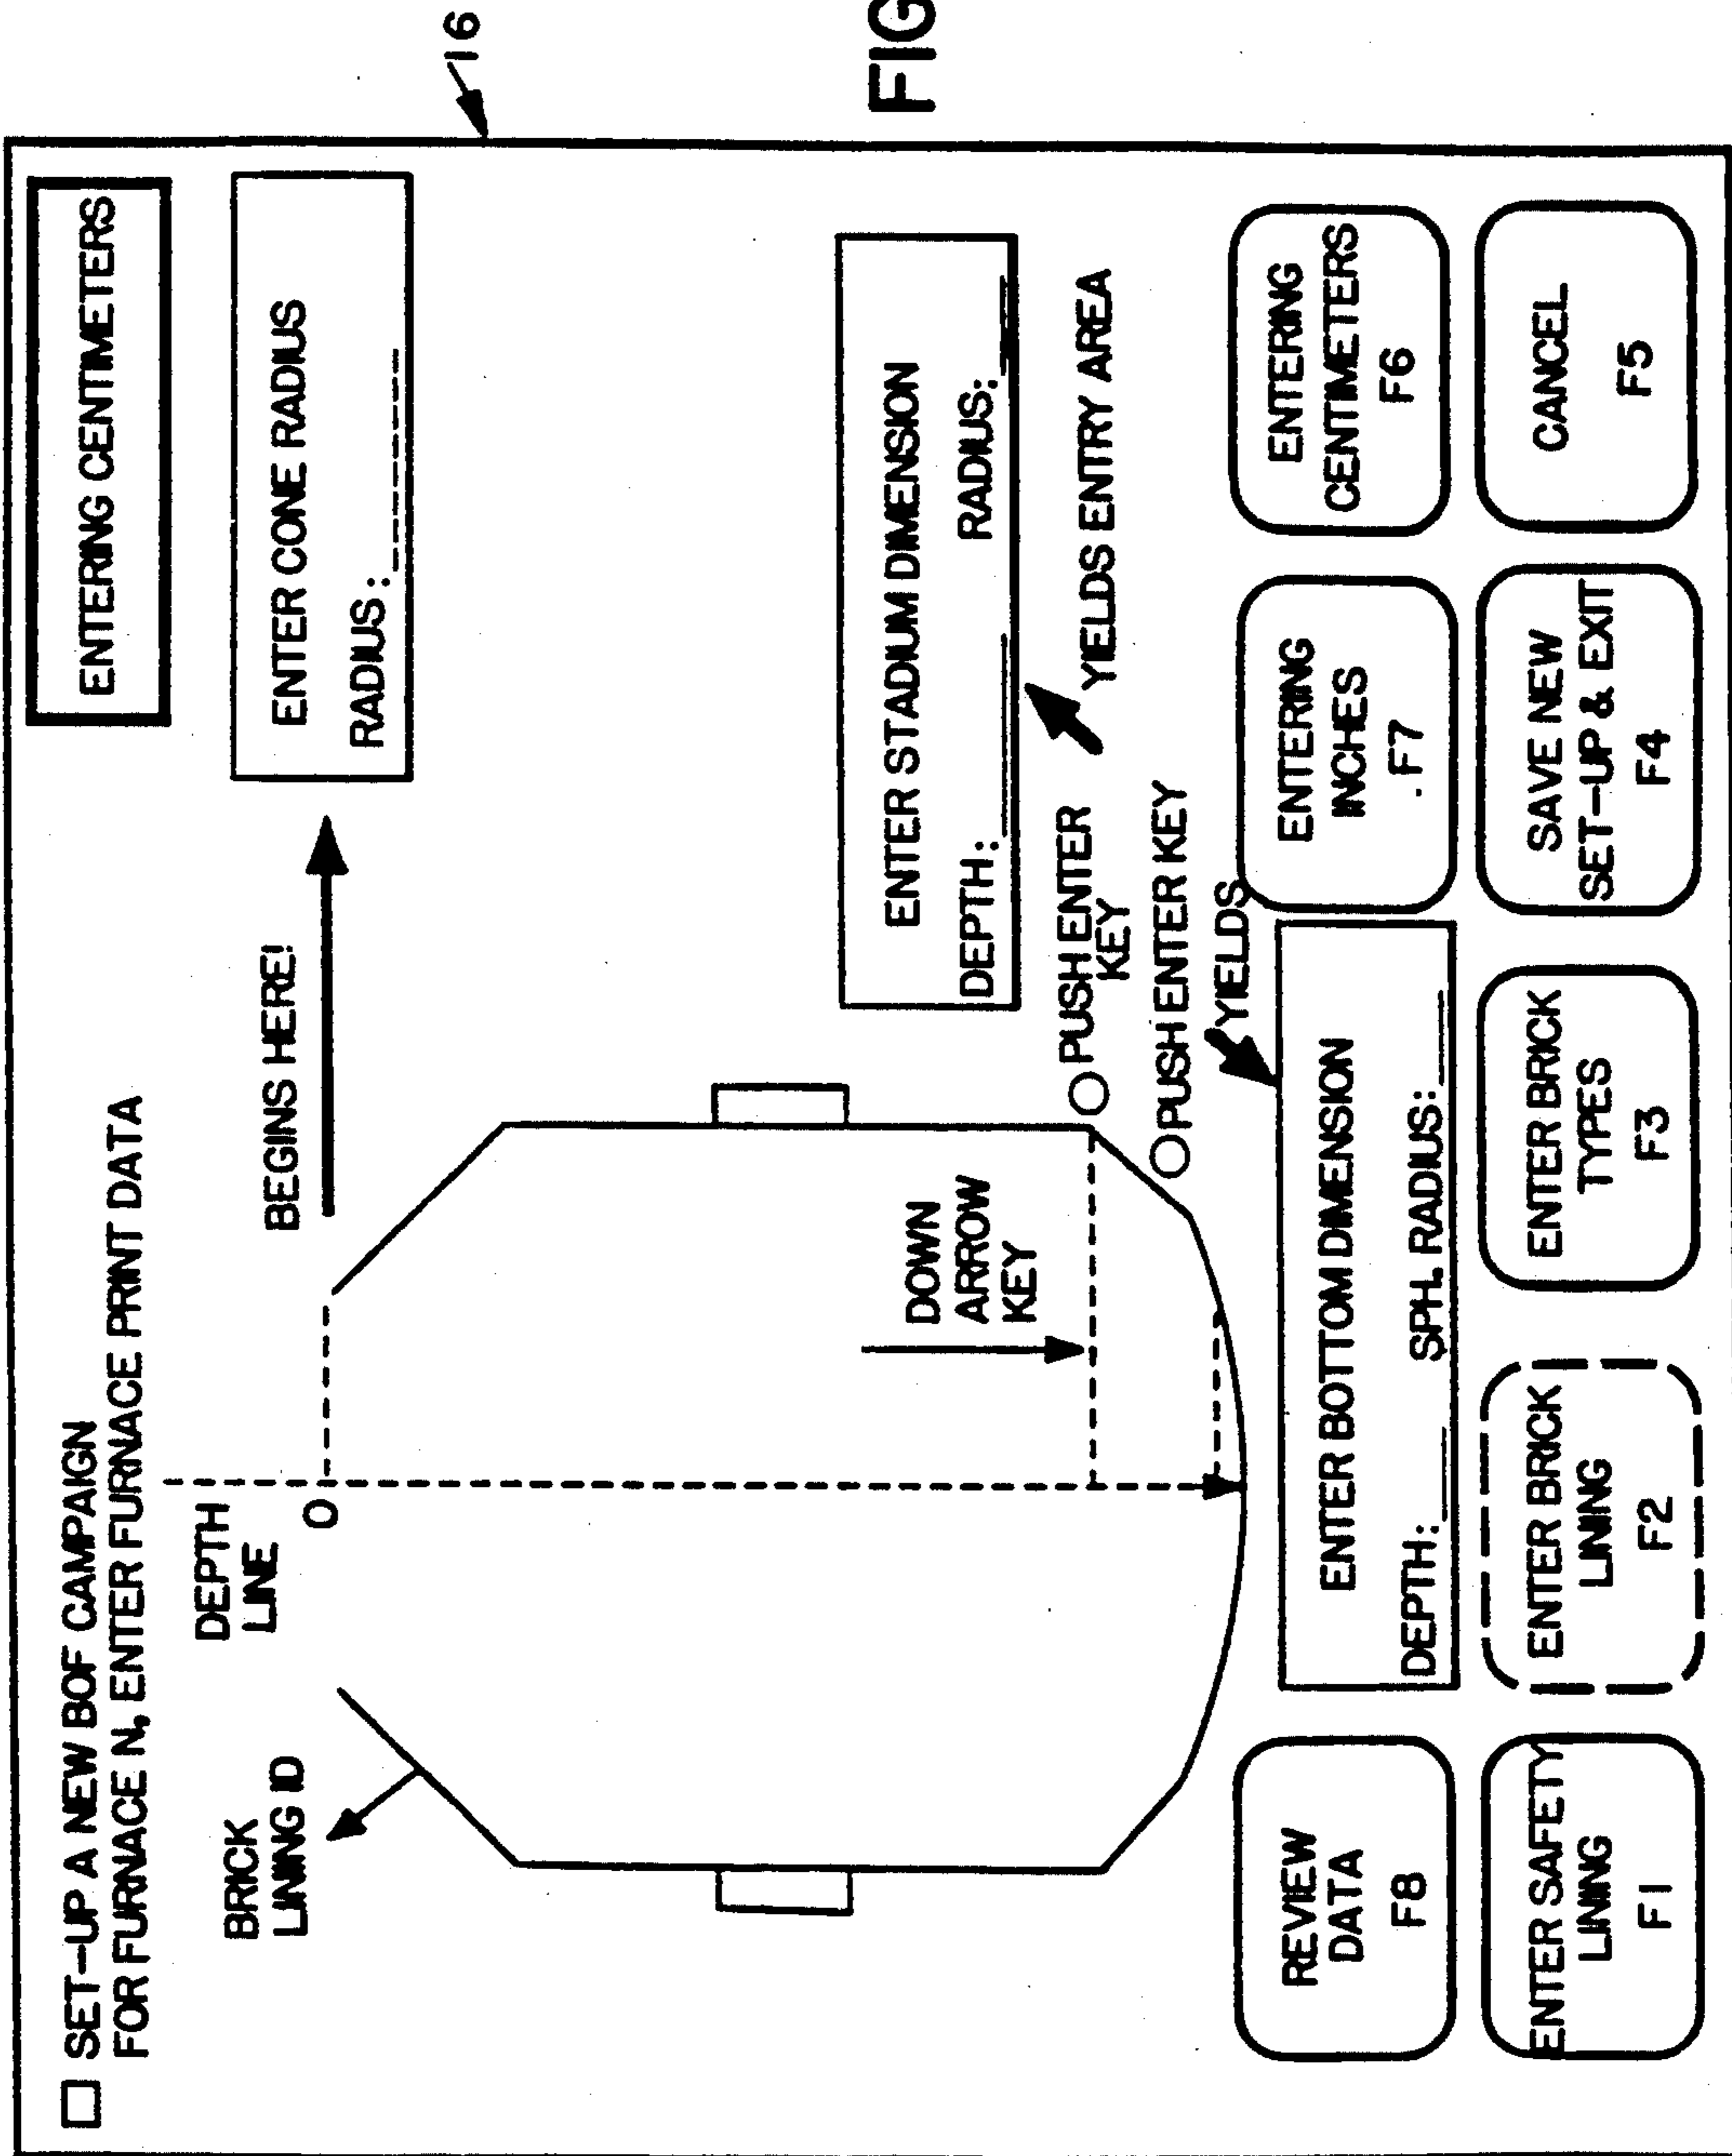 SET-UP A NEW BOF CAMPAIGN
FOR FURNACE N, ENTER FURNACE PRINT DATA
ENTERING CENTIMETERS
16
BRICK
LINING ID
DEPTH
LINE
O
BEGINS HERE!
ENTER CONE RADIUS
RADIUS:
FIG
DOWN
ARROW
KEY
ENTER STADIUM DIMENSION
DEPTH: RADIUS:
PUSH ENTER
KEY
YIELDS ENTRY AREA
PUSH ENTER KEY
YIELDS
ENTER BOTTOM DIMENSION
DEPTH: SPH. RADIUS:
REVIEW
DATA
F8
ENTERING
INCHES
.F7
ENTERING
CENTIMETERS
F6
ENTER SAFETY
LINING
F1
ENTER BRICK
LINING
F2
ENTER BRICK
TYPES
F3
SAVE NEW
SET-UP & EXIT
F4
CANCEL
F5